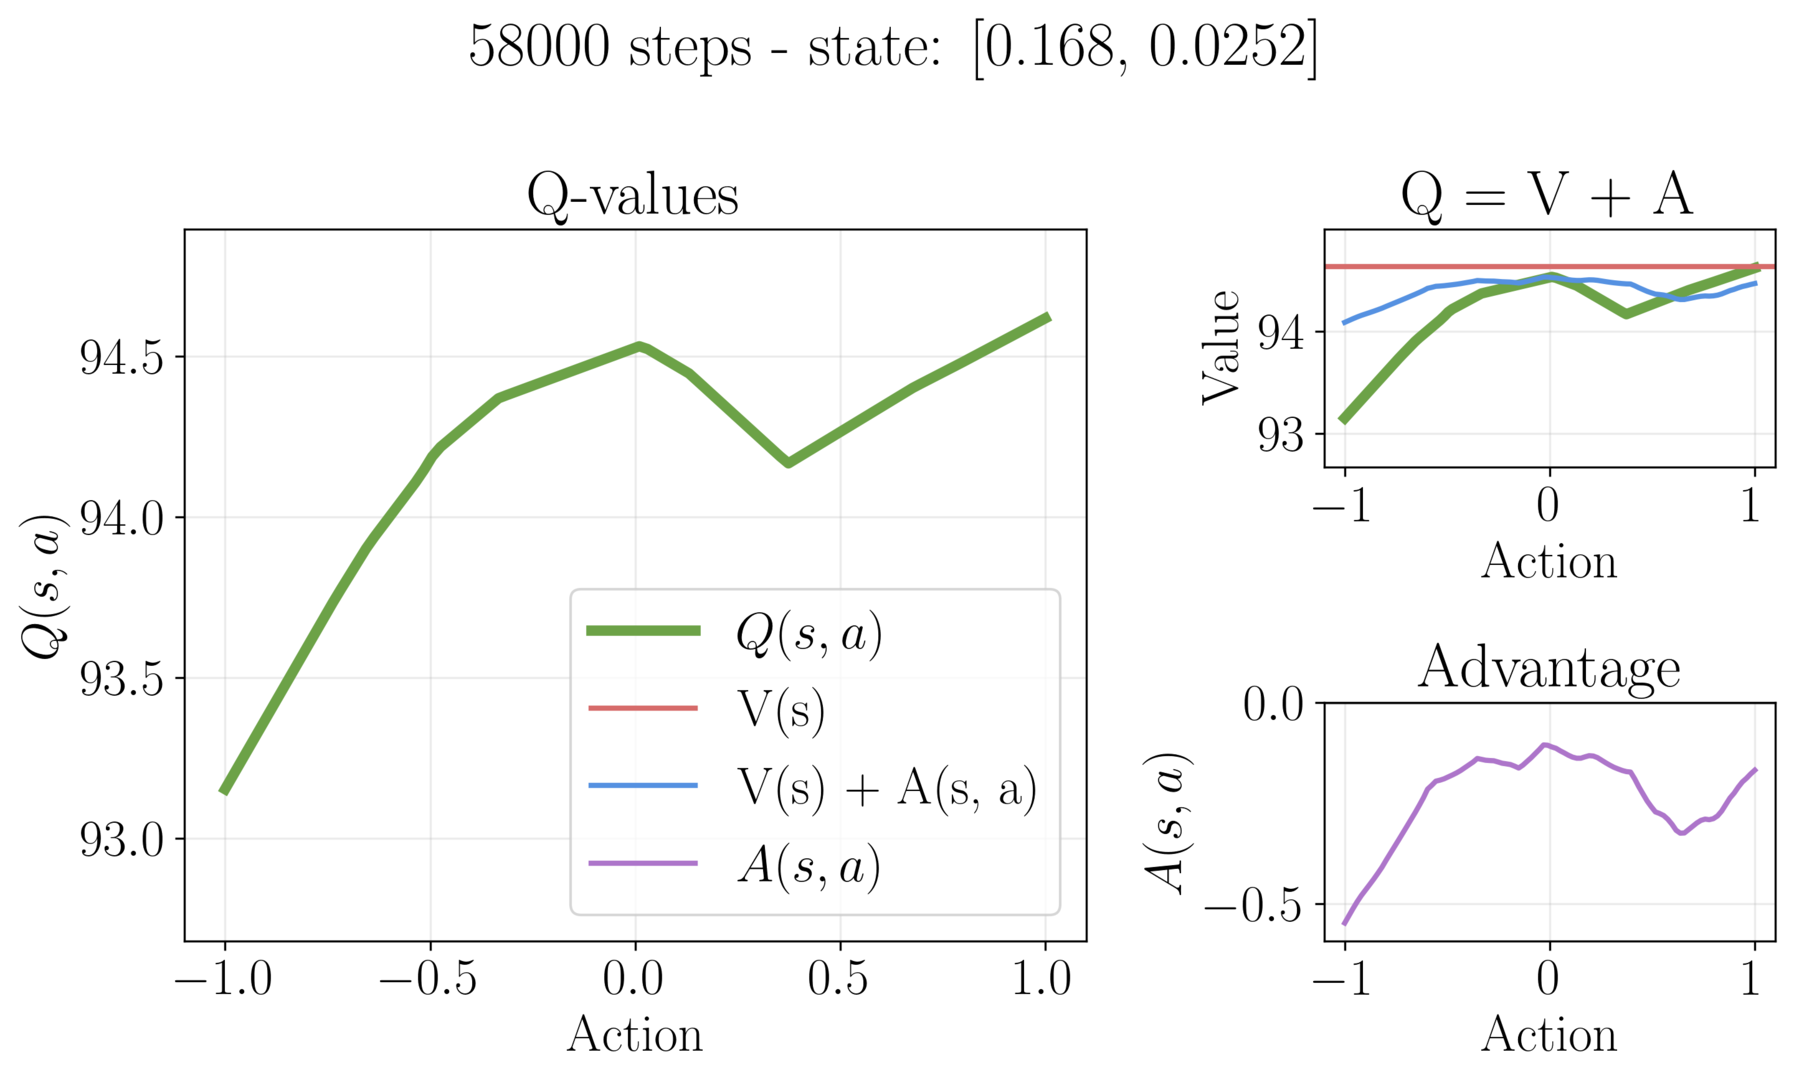 58000 steps - state: [0.168, 0.0252]
Q-values
Q(s, a)
94.5
94.0
93.5
93.0
−1.0 −0.5 0.0 0.5 1.0
Action
Q(s, a)
V(s)
V(s) + A(s, a)
A(s, a)
Q = V + A
Value
94
93
−1 0 1
Action
Advantage
A(s, a)
0.0
−0.5
−1 0 1
Action